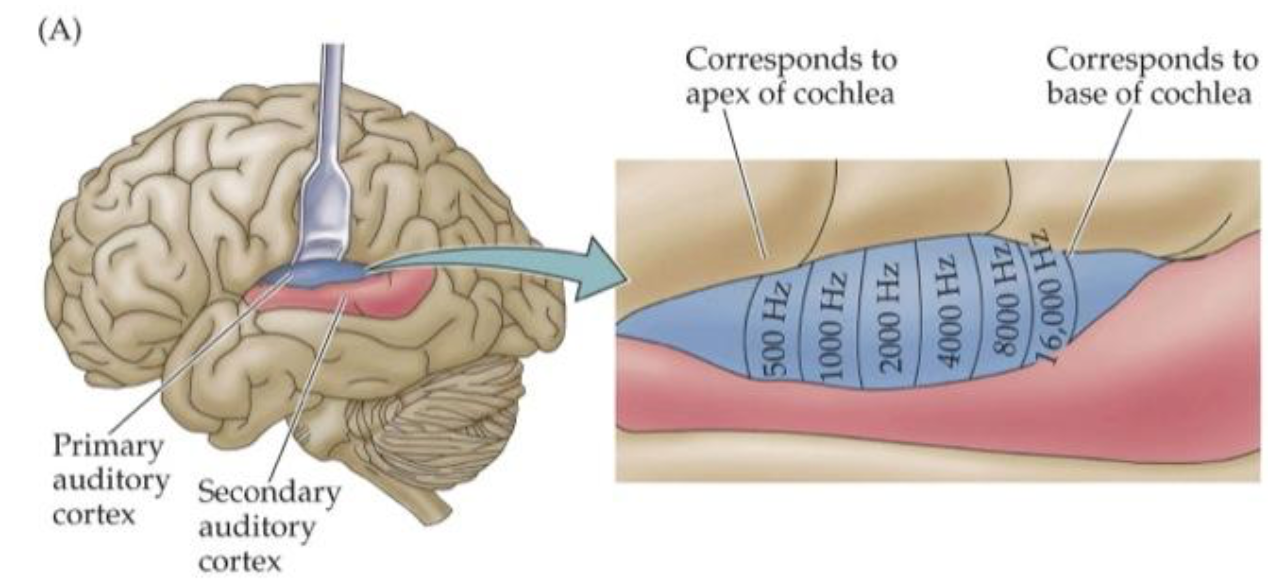 (A)
Corresponds to
apex of cochlea
Corresponds to
base of cochlea
500 Hz
1000 Hz
2000 Hz
4000 Hz
8000 Hz
16,000 Hz
Primary
auditory
cortex
Secondary
auditory
cortex